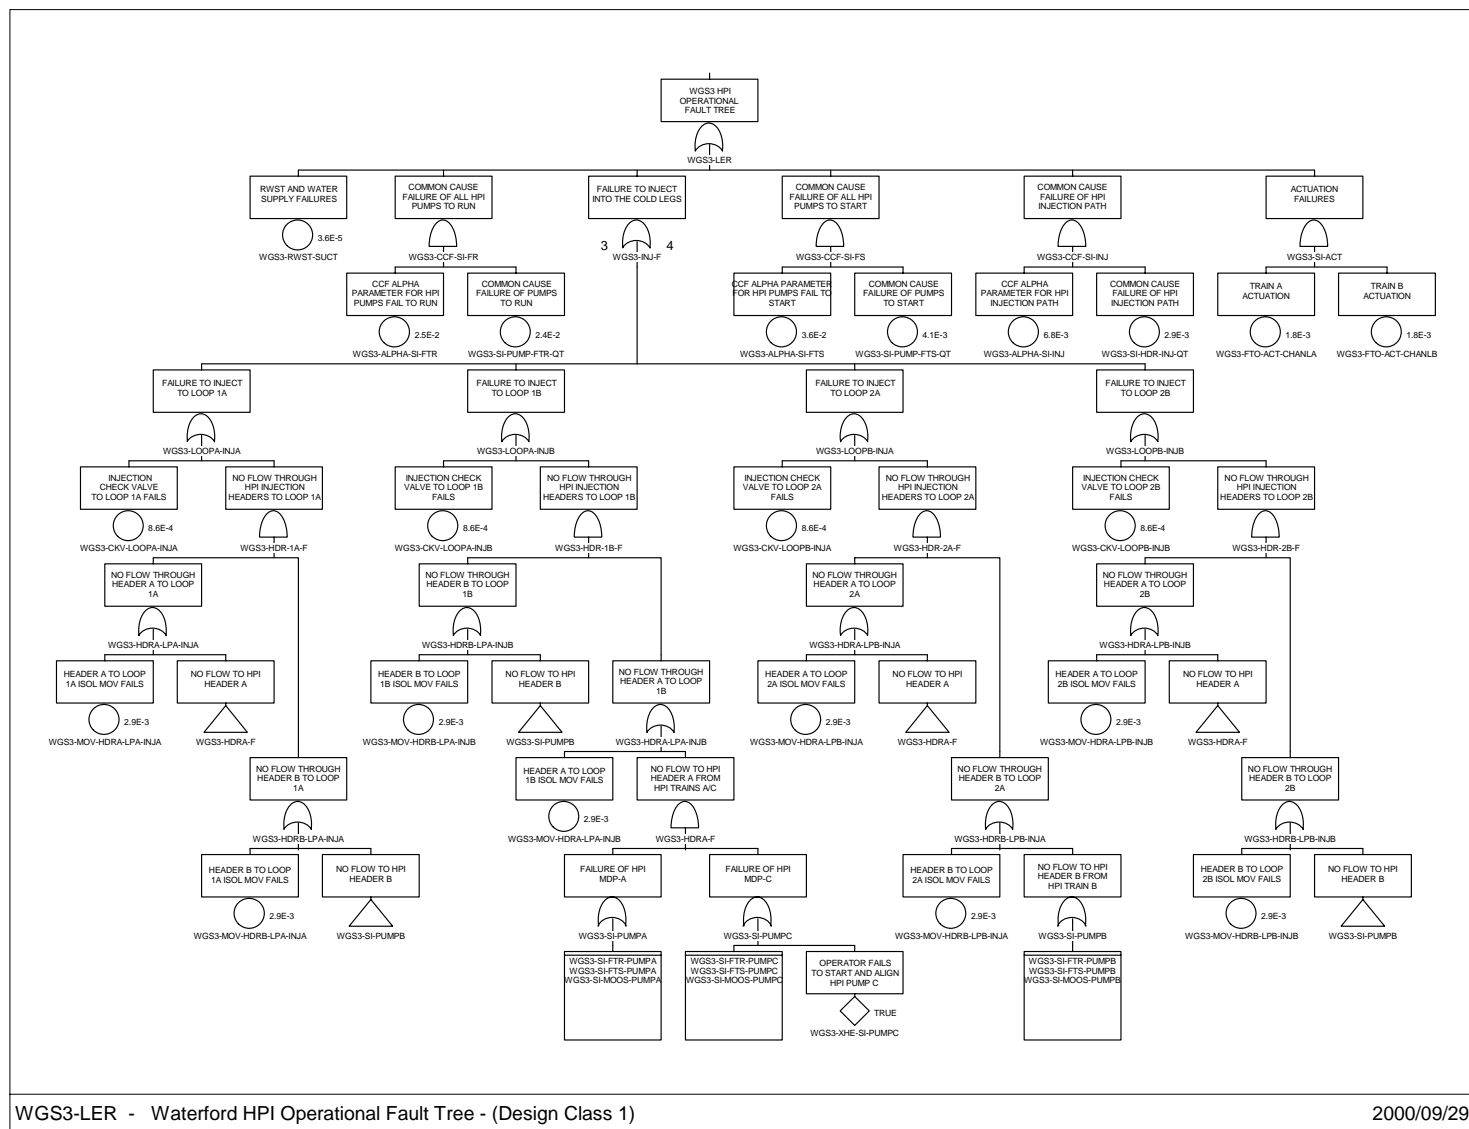 WGS3 HPI
OPERATIONAL
FAULT TREE
WGS3-LER
RWST AND WATER
SUPPLY FAILURES
3.6E-5
WGS3-RWST-SUCT
COMMON CAUSE
FAILURE OF ALL HPI
PUMPS TO RUN
WGS3-CCF-SI-FR
FAILURE TO INJECT
INTO THE COLD LEGS
3 4
WGS3-INJ-F
COMMON CAUSE
FAILURE OF ALL HPI
PUMPS TO START
WGS3-CCF-SI-FS
COMMON CAUSE
FAILURE OF HPI
INJECTION PATH
WGS3-CCF-SI-INJ
ACTUATION
FAILURES
WGS3-SI-ACT
CCF ALPHA
PARAMETER FOR HPI
PUMPS FAIL TO RUN
2.5E-2
WGS3-ALPHA-SI-FTR
COMMON CAUSE
FAILURE OF PUMPS
TO RUN
2.4E-2
WGS3-SI-PUMP-FTR-QT
CCF ALPHA PARAMETER
FOR HPI PUMPS FAIL TO
START
3.6E-2
WGS3-ALPHA-SI-FTS
COMMON CAUSE
FAILURE OF PUMPS
TO START
4.1E-3
WGS3-SI-PUMP-FTS-QT
CCF ALPHA
PARAMETER FOR HPI
INJECTION PATH
6.8E-3
WGS3-ALPHA-SI-INJ
COMMON CAUSE
FAILURE OF HPI
INJECTION PATH
2.9E-3
WGS3-SI-HDR-INJ-QT
TRAIN A
ACTUATION
1.8E-3
WGS3-FTO-ACT-CHANLA
TRAIN B
ACTUATION
1.8E-3
WGS3-FTO-ACT-CHANLB
FAILURE TO INJECT
TO LOOP 1A
WGS3-LOOPA-INJA
FAILURE TO INJECT
TO LOOP 1B
WGS3-LOOPA-INJB
FAILURE TO INJECT
TO LOOP 2A
WGS3-LOOPB-INJA
FAILURE TO INJECT
TO LOOP 2B
WGS3-LOOPB-INJB
INJECTION
CHECK VALVE
TO LOOP 1A FAILS
8.6E-4
WGS3-CKV-LOOPA-INJA
NO FLOW THROUGH
HPI INJECTION
HEADERS TO LOOP 1A
WGS3-HDR-1A-F
INJECTION CHECK
VALVE TO LOOP 1B
FAILS
8.6E-4
WGS3-CKV-LOOPA-INJB
NO FLOW THROUGH
HPI INJECTION
HEADERS TO LOOP 1B
WGS3-HDR-1B-F
INJECTION CHECK
VALVE TO LOOP 2A
FAILS
8.6E-4
WGS3-CKV-LOOPB-INJA
NO FLOW THROUGH
HPI INJECTION
HEADERS TO LOOP 2A
WGS3-HDR-2A-F
INJECTION CHECK
VALVE TO LOOP 2B
FAILS
8.6E-4
WGS3-CKV-LOOPB-INJB
NO FLOW THROUGH
HPI INJECTION
HEADERS TO LOOP 2B
WGS3-HDR-2B-F
NO FLOW THROUGH
HEADER A TO LOOP
1A
WGS3-HDRA-LPA-INJA
NO FLOW THROUGH
HEADER B TO LOOP
1B
WGS3-HDRB-LPA-INJB
NO FLOW THROUGH
HEADER A TO LOOP
2A
WGS3-HDRA-LPB-INJA
NO FLOW THROUGH
HEADER A TO LOOP
2B
WGS3-HDRA-LPB-INJB
HEADER A TO LOOP
1A ISOL MOV FAILS
2.9E-3
WGS3-MOV-HDRA-LPA-INJA
NO FLOW TO HPI
HEADER A
WGS3-HDRA-F
HEADER B TO LOOP
1B ISOL MOV FAILS
2.9E-3
WGS3-MOV-HDRB-LPA-INJB
NO FLOW TO HPI
HEADER B
WGS3-SI-PUMPB
NO FLOW THROUGH
HEADER A TO LOOP
1B
WGS3-HDRA-LPA-INJB
HEADER A TO LOOP
2A ISOL MOV FAILS
2.9E-3
WGS3-MOV-HDRA-LPB-INJA
NO FLOW TO HPI
HEADER A
WGS3-HDRA-F
HEADER A TO LOOP
2B ISOL MOV FAILS
2.9E-3
WGS3-MOV-HDRA-LPB-INJB
NO FLOW TO HPI
HEADER A
WGS3-HDRA-F
NO FLOW THROUGH
HEADER B TO LOOP
1A
WGS3-HDRB-LPA-INJA
HEADER A TO LOOP
1B ISOL MOV FAILS
2.9E-3
WGS3-MOV-HDRA-LPA-INJB
NO FLOW TO HPI
HEADER A FROM
HPI TRAINS A/C
WGS3-HDRA-F
NO FLOW THROUGH
HEADER B TO LOOP
2A
WGS3-HDRB-LPB-INJA
NO FLOW THROUGH
HEADER B TO LOOP
2B
WGS3-HDRB-LPB-INJB
HEADER B TO LOOP
1A ISOL MOV FAILS
2.9E-3
WGS3-MOV-HDRB-LPA-INJA
NO FLOW TO HPI
HEADER B
WGS3-SI-PUMPB
FAILURE OF HPI
MDP-A
WGS3-SI-PUMPA
FAILURE OF HPI
MDP-C
WGS3-SI-PUMPC
HEADER B TO LOOP
2A ISOL MOV FAILS
2.9E-3
WGS3-MOV-HDRB-LPB-INJA
NO FLOW TO HPI
HEADER B FROM
HPI TRAIN B
WGS3-SI-PUMPB
HEADER B TO LOOP
2B ISOL MOV FAILS
2.9E-3
WGS3-MOV-HDRB-LPB-INJB
NO FLOW TO HPI
HEADER B
WGS3-SI-PUMPB
WGS3-SI-FTR-PUMPA
WGS3-SI-FTS-PUMPA
WGS3-SI-MOOS-PUMPA
WGS3-SI-FTR-PUMPC
WGS3-SI-FTS-PUMPC
WGS3-SI-MOOS-PUMPC
OPERATOR FAILS
TO START AND ALIGN
HPI PUMP C
TRUE
WGS3-XHE-SI-PUMPC
WGS3-SI-FTR-PUMPB
WGS3-SI-FTS-PUMPB
WGS3-SI-MOOS-PUMPB
WGS3-LER - Waterford HPI Operational Fault Tree - (Design Class 1)
2000/09/29